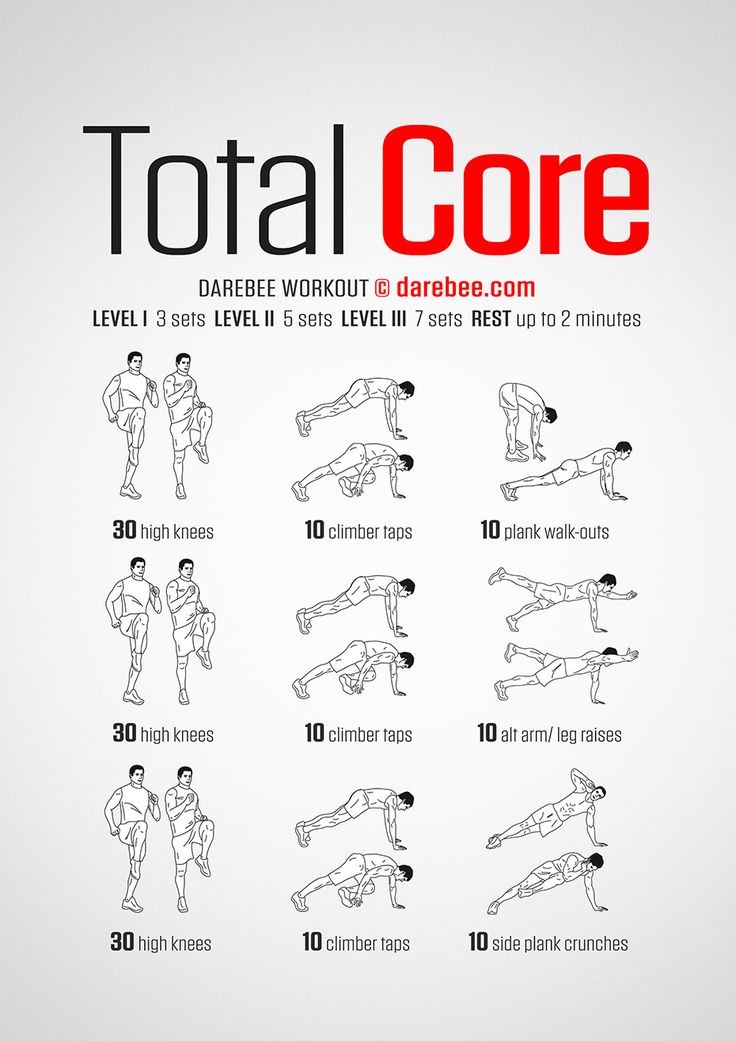 Total Core
DAREBEE WORKOUT © darebee.com
LEVEL I 3 sets LEVEL II 5 sets LEVEL III 7 sets REST up to 2 minutes
30 high knees
10 climber taps
10 plank walk-outs
30 high knees
10 climber taps
10 alt arm/ leg raises
30 high knees
10 climber taps
10 side plank crunches